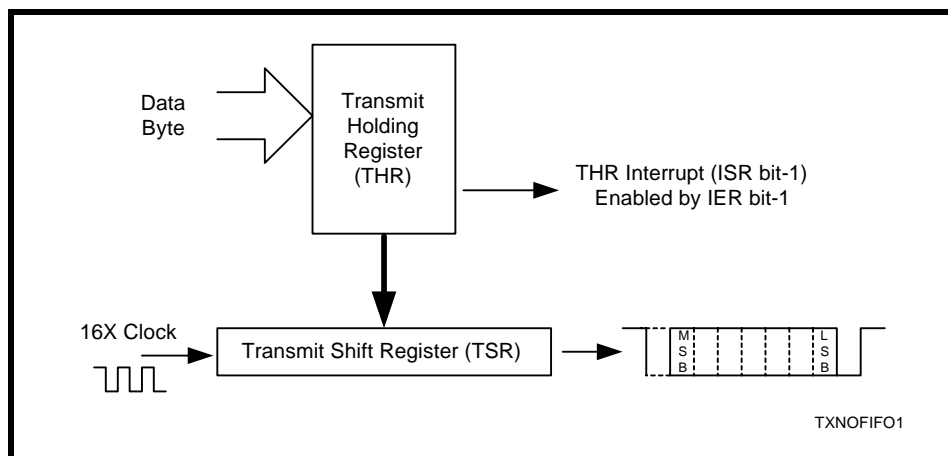 Data
Byte
Transmit
Holding
Register
(THR)
THR Interrupt (ISR bit-1)
Enabled by IER bit-1
16X Clock
Transmit Shift Register (TSR)
M
S
B
L
S
B
TXNOFIFO1